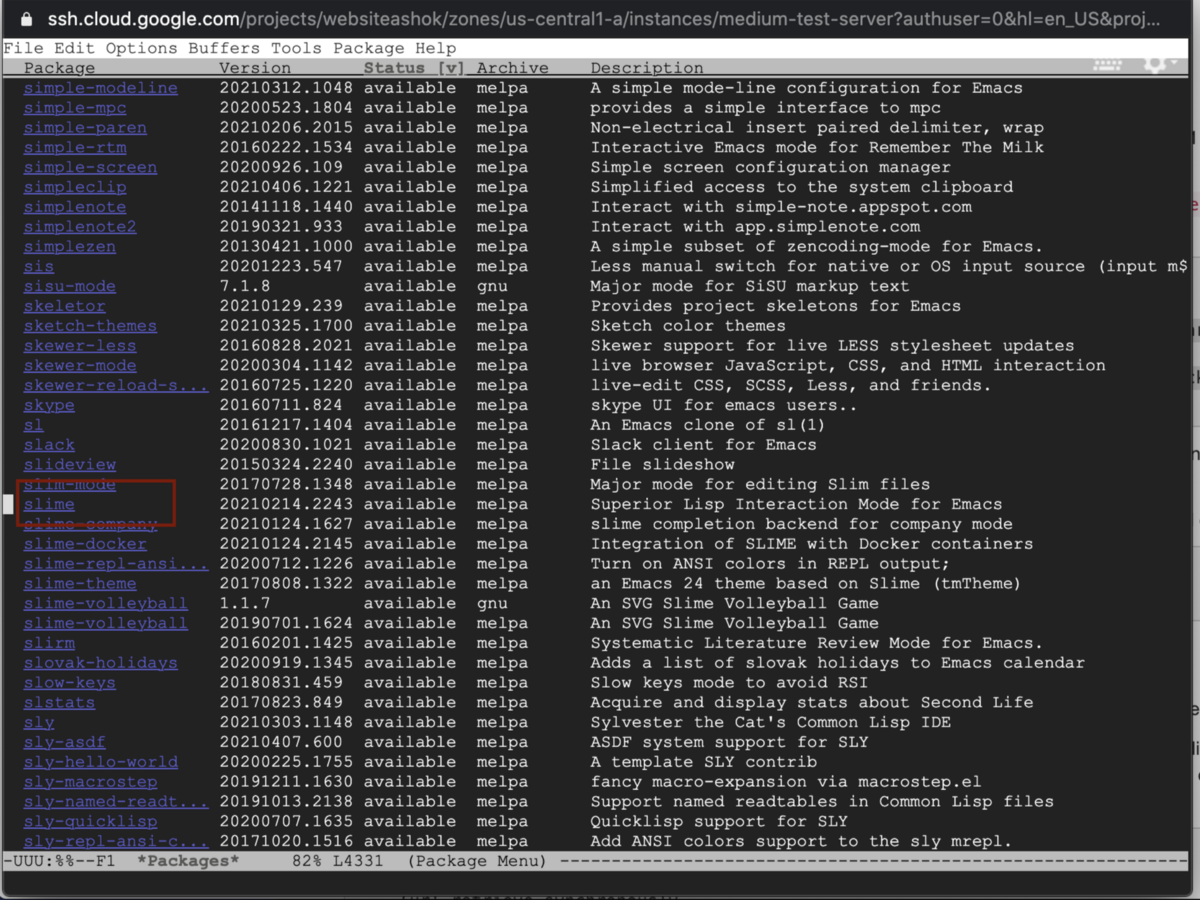 ssh.cloud.google.com/projects/websiteashok/zones/us-central1-a/instances/medium-test-server?authuser=0&hl=en_US&proj...
File Edit Options Buffers Tools Package Help
Package Version Status [v] Archive Description
simple-modeline 20210312.1048 available melpa A simple mode-line configuration for Emacs
simple-mpc 20200523.1804 available melpa provides a simple interface to mpc
simple-paren 20210206.2015 available melpa Non-electrical insert paired delimiter, wrap
simple-rtm 20160222.1534 available melpa Interactive Emacs mode for Remember The Milk
simple-screen 20200926.109 available melpa Simple screen configuration manager
simpleclip 20210406.1221 available melpa Simplified access to the system clipboard
simplenote 20141118.1440 available melpa Interact with simple-note.appspot.com
simplenote2 20190321.933 available melpa Interact with app.simplenote.com
simplezen 20130421.1000 available melpa A simple subset of zencoding-mode for Emacs.
sis 20201223.547 available melpa Less manual switch for native or OS input source (input m$
sisu-mode 7.1.8 available gnu Major mode for SiSU markup text
skeletor 20210129.239 available melpa Provides project skeletons for Emacs
sketch-themes 20210325.1700 available melpa Sketch color themes
skewer-less 20160828.2021 available melpa Skewer support for live LESS stylesheet updates
skewer-mode 20200304.1142 available melpa live browser JavaScript, CSS, and HTML interaction
skewer-reload-s... 20160725.1220 available melpa live-edit CSS, SCSS, Less, and friends.
skype 20160711.824 available melpa skype UI for emacs users..
sl 20161217.1404 available melpa An Emacs clone of sl(1)
slack 20200830.1021 available melpa Slack client for Emacs
slideview 20150324.2240 available melpa File slideshow
slim-mode 20170728.1348 available melpa Major mode for editing Slim files
slime 20210214.2243 available melpa Superior Lisp Interaction Mode for Emacs
slime-company 20210124.1627 available melpa slime completion backend for company mode
slime-docker 20210124.2145 available melpa Integration of SLIME with Docker containers
slime-repl-ansi... 20200712.1226 available melpa Turn on ANSI colors in REPL output;
slime-theme 20170808.1322 available melpa an Emacs 24 theme based on Slime (tmTheme)
slime-volleyball 1.1.7 available gnu An SVG Slime Volleyball Game
slime-volleyball 20190701.1624 available melpa An SVG Slime Volleyball Game
slirm 20160201.1425 available melpa Systematic Literature Review Mode for Emacs.
slovak-holidays 20200919.1345 available melpa Adds a list of slovak holidays to Emacs calendar
slow-keys 20180831.459 available melpa Slow keys mode to avoid RSI
slstats 20170823.849 available melpa Acquire and display stats about Second Life
sly 20210303.1148 available melpa Sylvester the Cat's Common Lisp IDE
sly-asdf 20210407.600 available melpa ASDF system support for SLY
sly-hello-world 20200225.1755 available melpa A template SLY contrib
sly-macrostep 20191211.1630 available melpa fancy macro-expansion via macrostep.el
sly-named-readt... 20191013.2138 available melpa Support named readtables in Common Lisp files
sly-quicklisp 20200707.1635 available melpa Quicklisp support for SLY
sly-repl-ansi-c... 20171020.1516 available melpa Add ANSI colors support to the sly mrepl.
-UUU:%%--F1 *Packages* 82% L4331 (Package Menu) ----------------------------------------------------------------